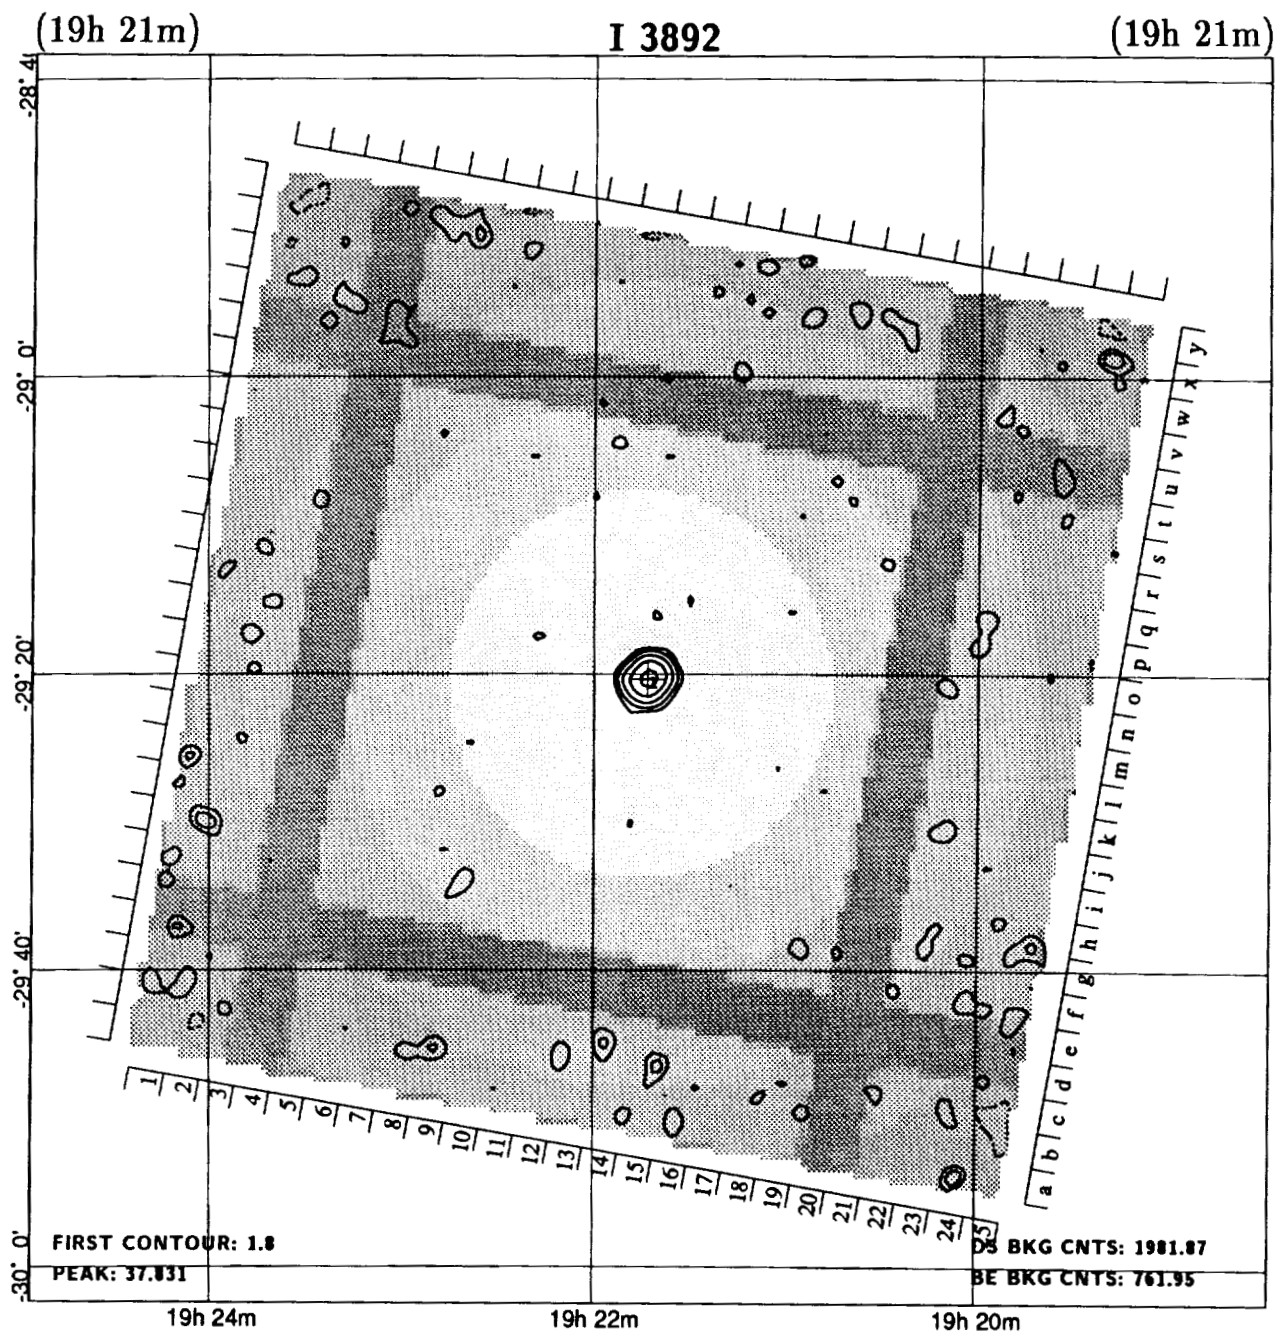 (19h 21m) I 3892 (19h 21m)
-28° 4
-29° 0'
-29° 20'
-29° 40'
-30° 0'
y
x
w
v
u
t
s
r
q
p
o
n
m
l
k
j
i
h
g
f
e
d
c
b
a
1 2 3 4 5 6 7 8 9 10 11 12 13 14 15 16 17 18 19 20 21 22 23 24 25
FIRST CONTOUR: 1.8 DS BKG CNTS: 1981.87
PEAK: 37.831 BE BKG CNTS: 761.95
19h 24m 19h 22m 19h 20m